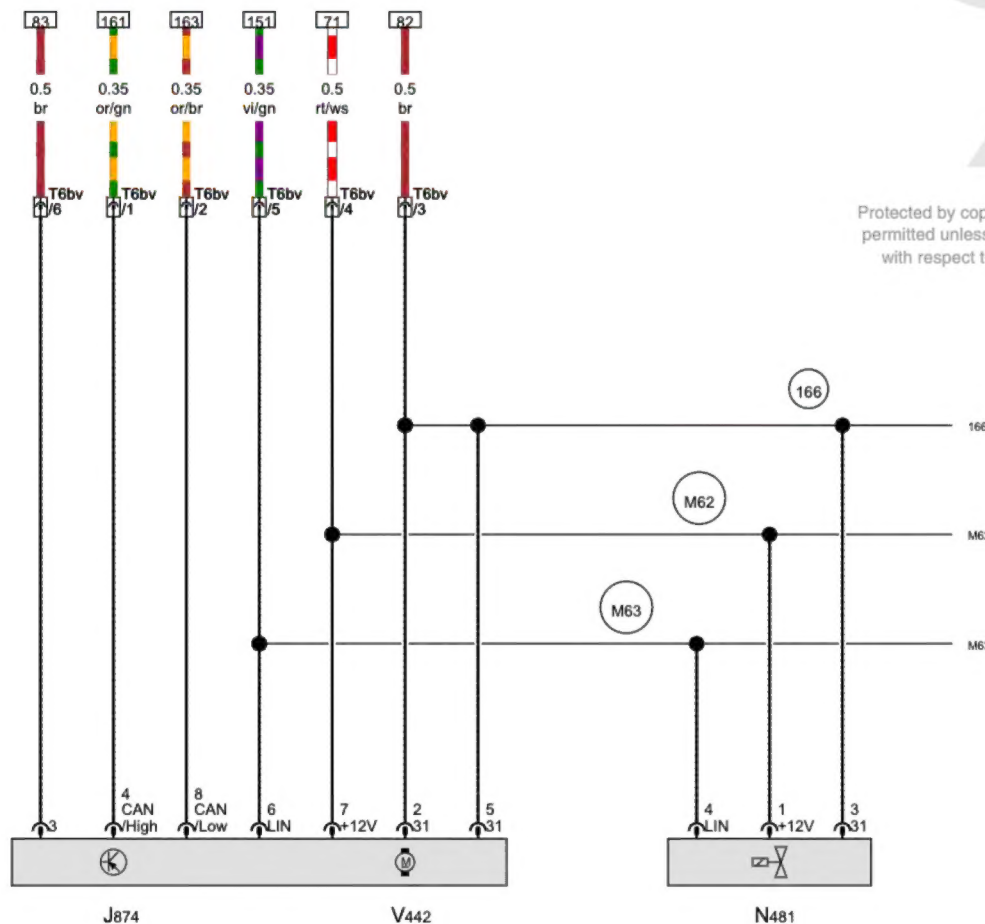 83 161 163 151 71 82
0.5 0.35 0.35 0.35 0.5 0.5
br or/gn or/br vi/gn rt/ws br
T6bv T6bv T6bv T6bv T6bv T6bv
/6 /1 /2 /5 /4 /3
Protected by cop
permitted unless
with respect t
166
166
M62
M6
M63
M6
4 8 6 7 2 5 4 1 3
CAN CAN
3 /High /Low LIN +12V 31 31 LIN +12V 31
M
J874 V442 N481